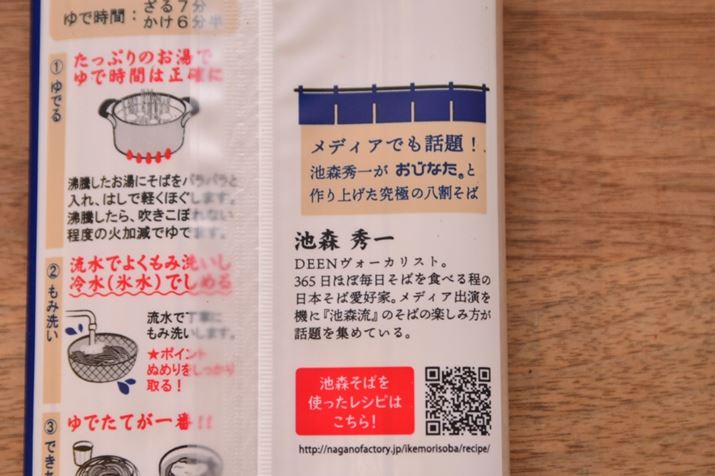 ゆで時間：
ざる7分
かけ6分半
たっぷりのお湯で
ゆで時間は正確に
①ゆでる
沸騰したお湯にそばをパラパラと
入れ、はしで軽くほぐします。
沸騰したら、吹きこぼれない
程度の火加減でゆでます。
②もみ洗い
流水でよくもみ洗いし
冷水(氷水)でしめる
流水で丁寧に
もみ洗いします。
★ポイント
ぬめりをしっかり
取る！
③でき
ゆでたてが一番!!
メディアでも話題！
池森秀一が おびなた。と
作り上げた究極の八割そば
池森 秀一
DEENヴォーカリスト。
365日ほぼ毎日そばを食べる程の
日本そば愛好家。メディア出演を
機に『池森流』のそばの楽しみ方が
話題を集めている。
池森そばを
使ったレシピは
こちら！
http://naganofactory.jp/ikemorisoba/recipe/